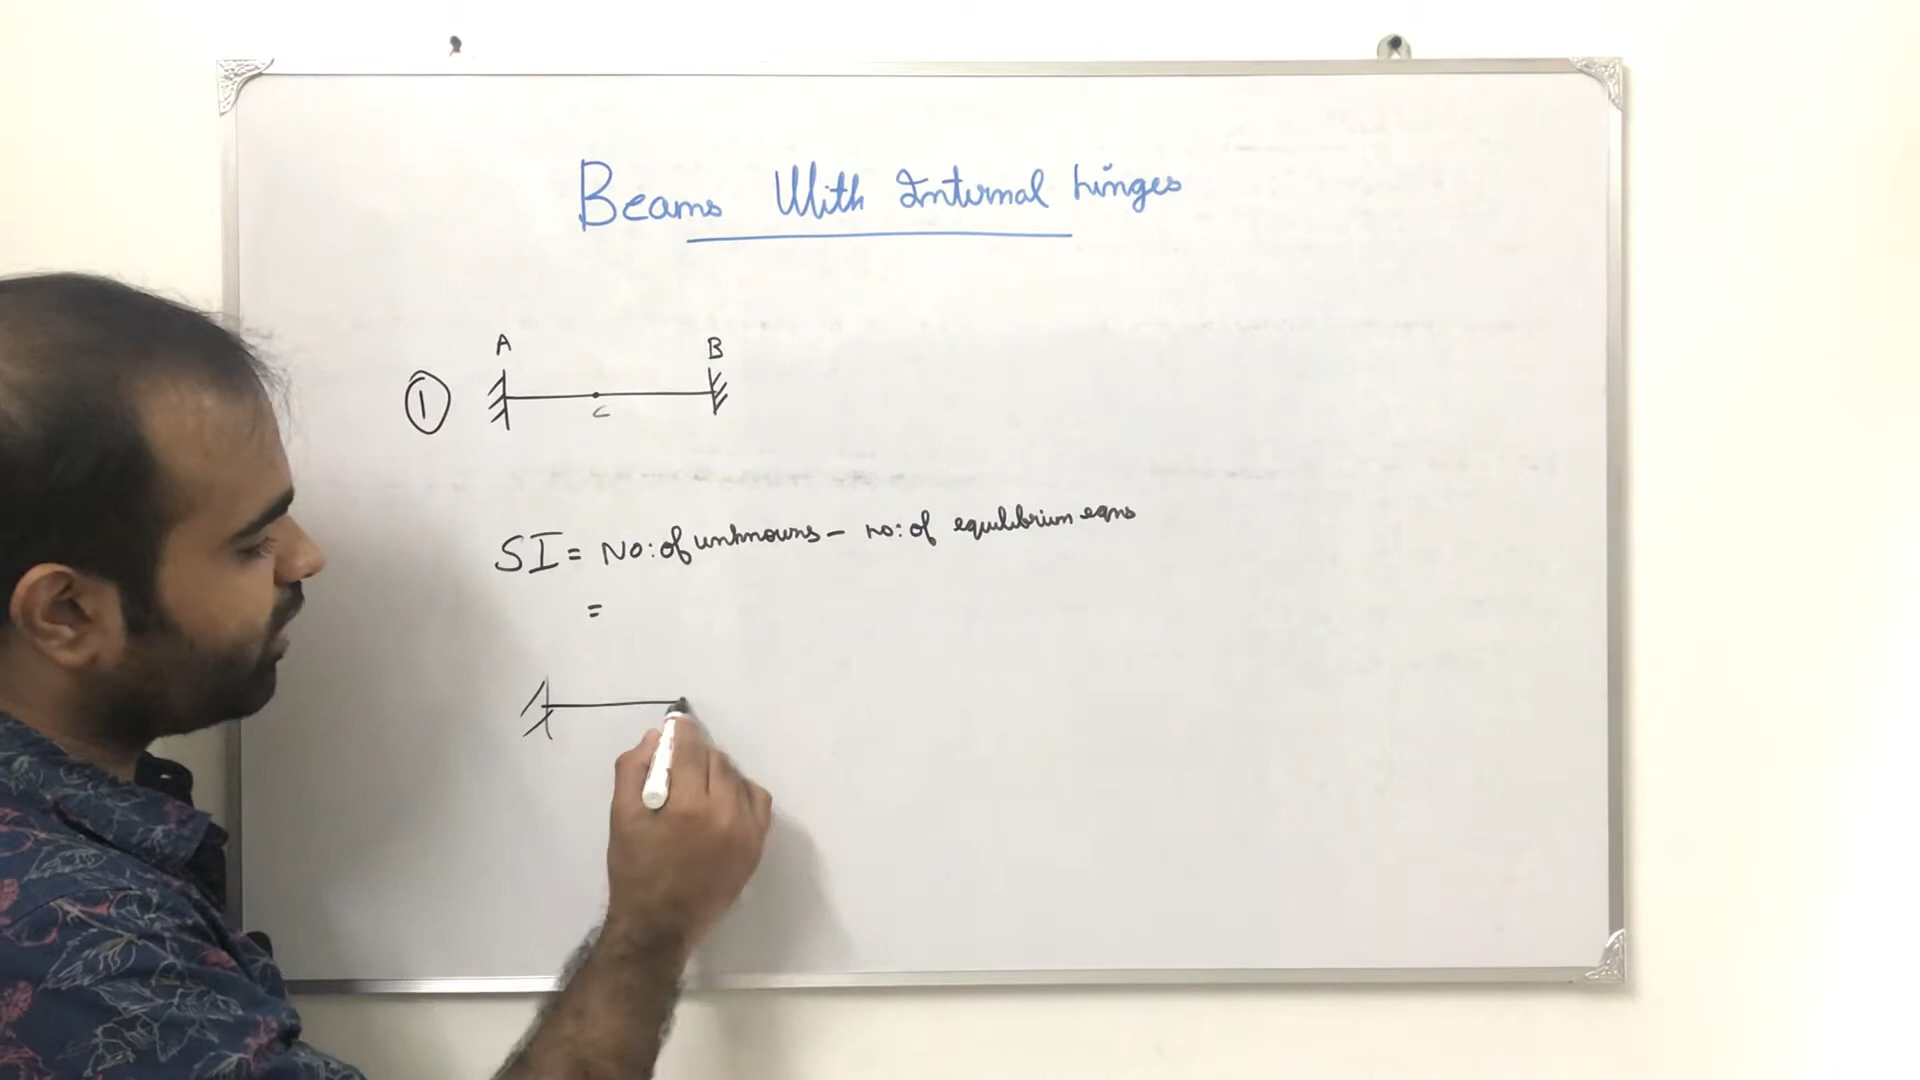 Beams With Internal hinges
A B
1
C
SI = No: of unknowns - no: of equilibrium eqns
=